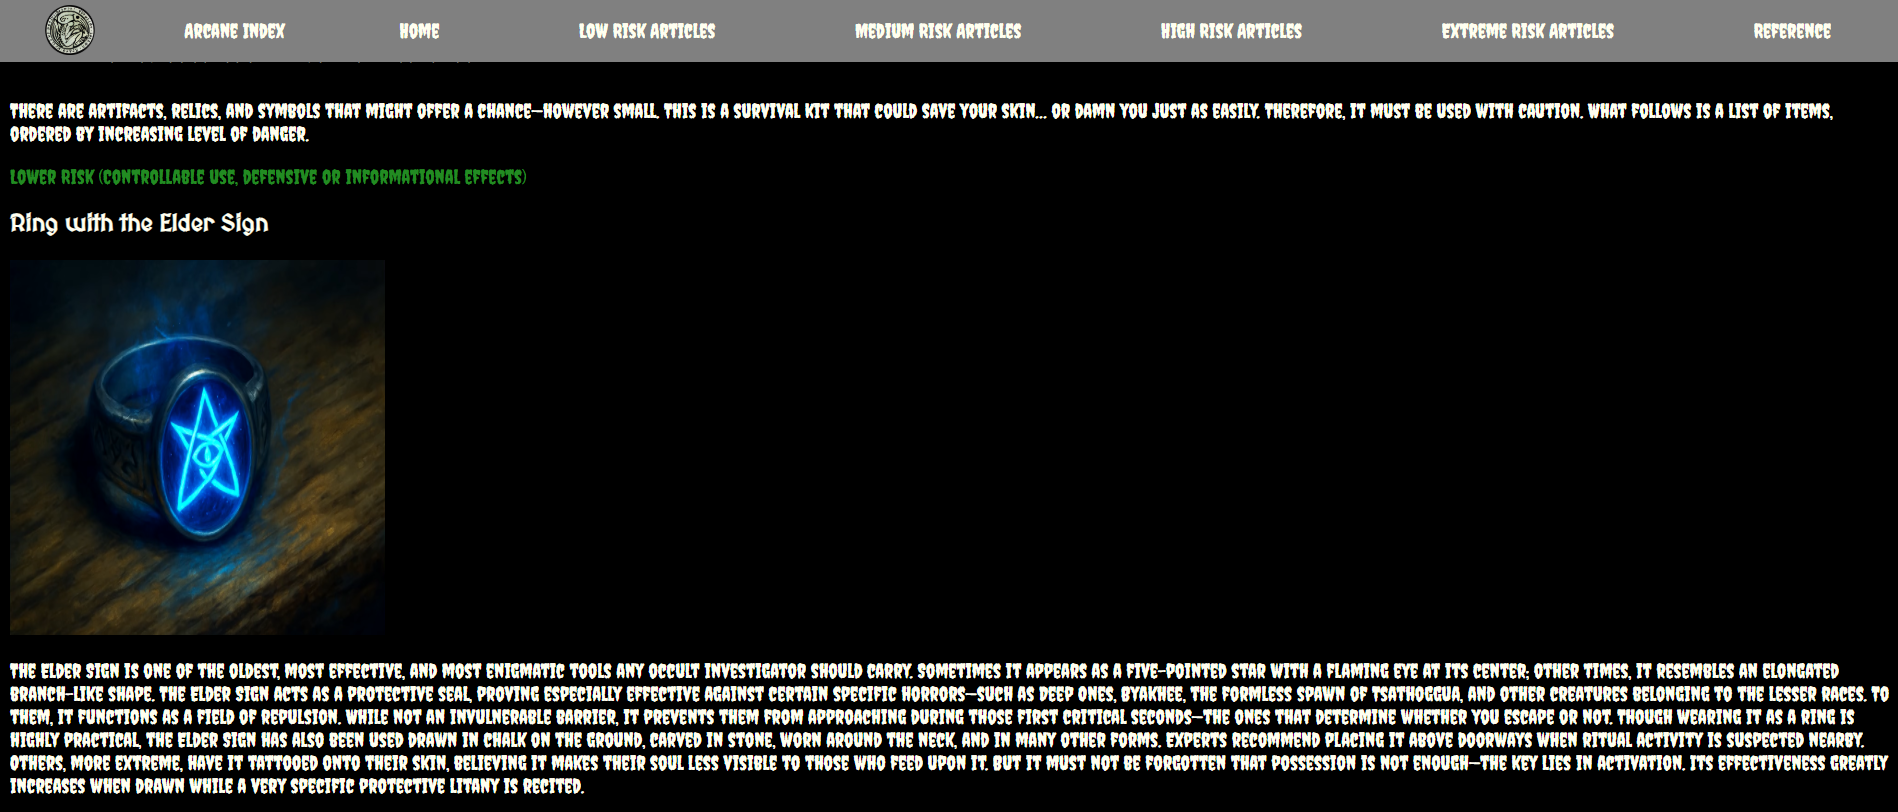 ARCANE INDEX HOME LOW RISK ARTICLES MEDIUM RISK ARTICLES HIGH RISK ARTICLES EXTREME RISK ARTICLES REFERENCE
THERE ARE ARTIFACTS, RELICS, AND SYMBOLS THAT MIGHT OFFER A CHANCE—HOWEVER SMALL. THIS IS A SURVIVAL KIT THAT COULD SAVE YOUR SKIN... OR DAMN YOU JUST AS EASILY. THEREFORE, IT MUST BE USED WITH CAUTION. WHAT FOLLOWS IS A LIST OF ITEMS,
ORDERED BY INCREASING LEVEL OF DANGER.
LOWER RISK (CONTROLLABLE USE, DEFENSIVE OR INFORMATIONAL EFFECTS)
Ring with the Elder Sign
THE ELDER SIGN IS ONE OF THE OLDEST, MOST EFFECTIVE, AND MOST ENIGMATIC TOOLS ANY OCCULT INVESTIGATOR SHOULD CARRY. SOMETIMES IT APPEARS AS A FIVE-POINTED STAR WITH A FLAMING EYE AT ITS CENTER; OTHER TIMES, IT RESEMBLES AN ELONGATED
BRANCH-LIKE SHAPE. THE ELDER SIGN ACTS AS A PROTECTIVE SEAL, PROVING ESPECIALLY EFFECTIVE AGAINST CERTAIN SPECIFIC HORRORS—SUCH AS DEEP ONES, BYAKHEE, THE FORMLESS SPAWN OF TSATHOGGUA, AND OTHER CREATURES BELONGING TO THE LESSER RACES. TO
THEM, IT FUNCTIONS AS A FIELD OF REPULSION. WHILE NOT AN INVULNERABLE BARRIER, IT PREVENTS THEM FROM APPROACHING DURING THOSE FIRST CRITICAL SECONDS—THE ONES THAT DETERMINE WHETHER YOU ESCAPE OR NOT. THOUGH WEARING IT AS A RING IS
HIGHLY PRACTICAL, THE ELDER SIGN HAS ALSO BEEN USED DRAWN IN CHALK ON THE GROUND, CARVED IN STONE, WORN AROUND THE NECK, AND IN MANY OTHER FORMS. EXPERTS RECOMMEND PLACING IT ABOVE DOORWAYS WHEN RITUAL ACTIVITY IS SUSPECTED NEARBY.
OTHERS, MORE EXTREME, HAVE IT TATTOOED ONTO THEIR SKIN, BELIEVING IT MAKES THEIR SOUL LESS VISIBLE TO THOSE WHO FEED UPON IT. BUT IT MUST NOT BE FORGOTTEN THAT POSSESSION IS NOT ENOUGH—THE KEY LIES IN ACTIVATION. ITS EFFECTIVENESS GREATLY
INCREASES WHEN DRAWN WHILE A VERY SPECIFIC PROTECTIVE LITANY IS RECITED.